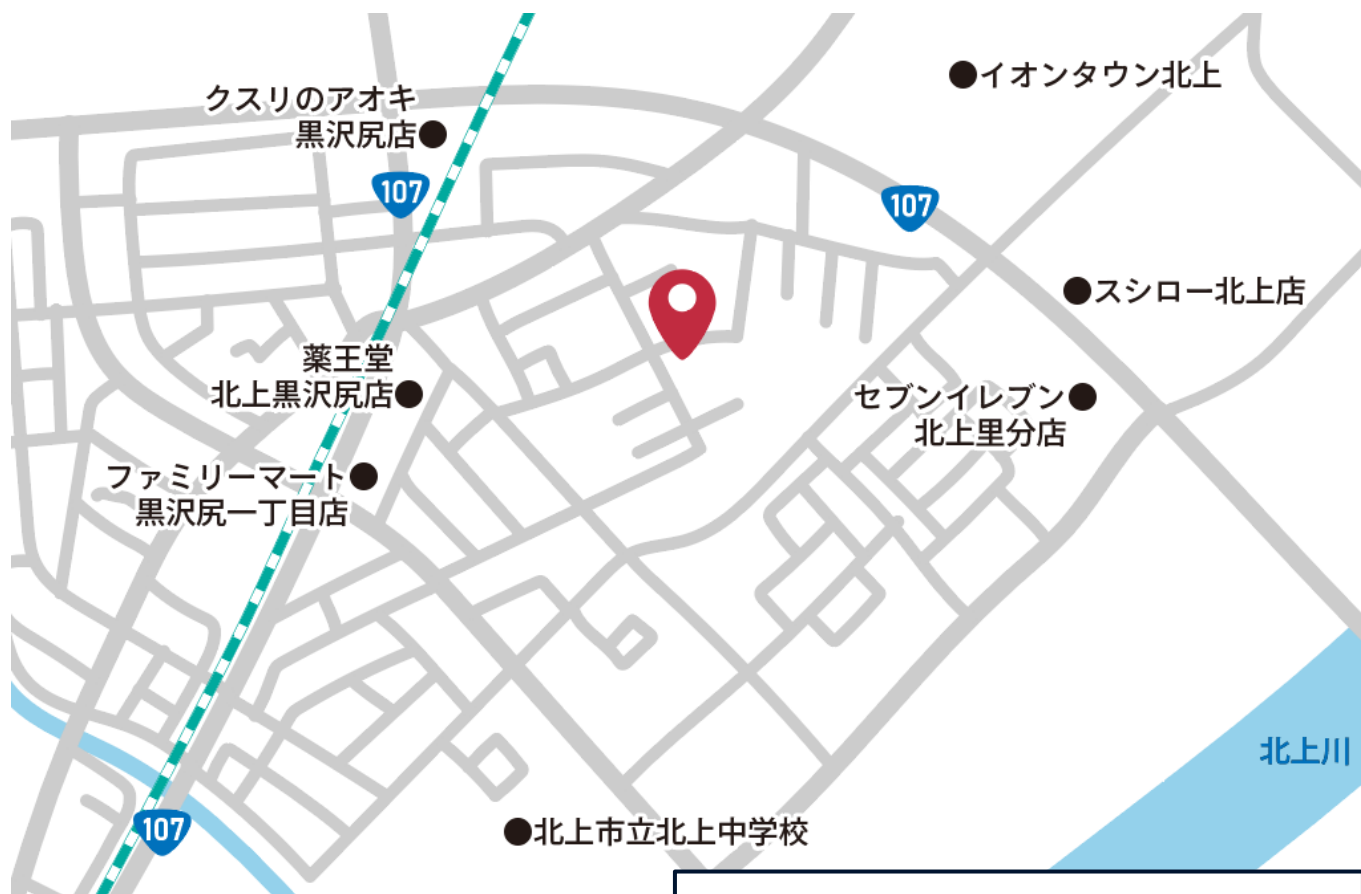 イオンタウン北上
クスリのアオキ
黒沢尻店
107
107
スシロー北上店
薬王堂
北上黒沢尻店
セブンイレブン
北上里分店
ファミリーマート
黒沢尻一丁目店
北上川
107
北上市立北上中学校